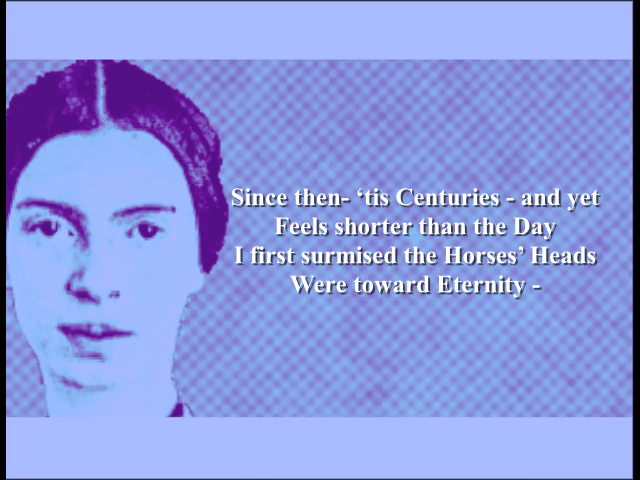 Since then- ‘tis Centuries - and yet
Feels shorter than the Day
I first surmised the Horses’ Heads
Were toward Eternity -